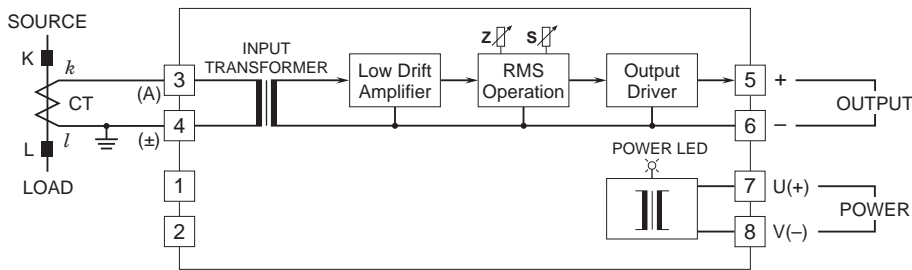 SOURCE
K
k
CT
l
L
LOAD
(A)
(±)
3
4
1
2
INPUT
TRANSFORMER
Low Drift
Amplifier
Z
S
RMS
Operation
Output
Driver
5 +
6 –
OUTPUT
POWER LED
7 U(+)
8 V(–)
POWER